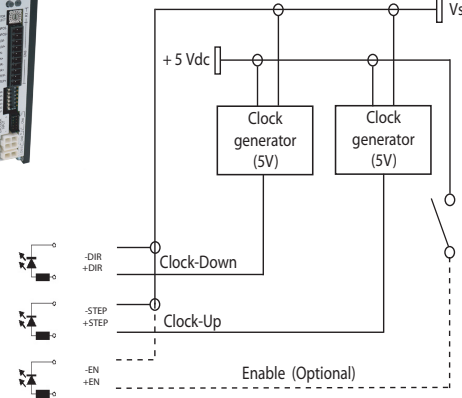 Vs
+ 5 Vdc
Clock
generator
(5V)
Clock
generator
(5V)
-DIR
+DIR
Clock-Down
-STEP
+STEP
Clock-Up
-EN
+EN
Enable (Optional)